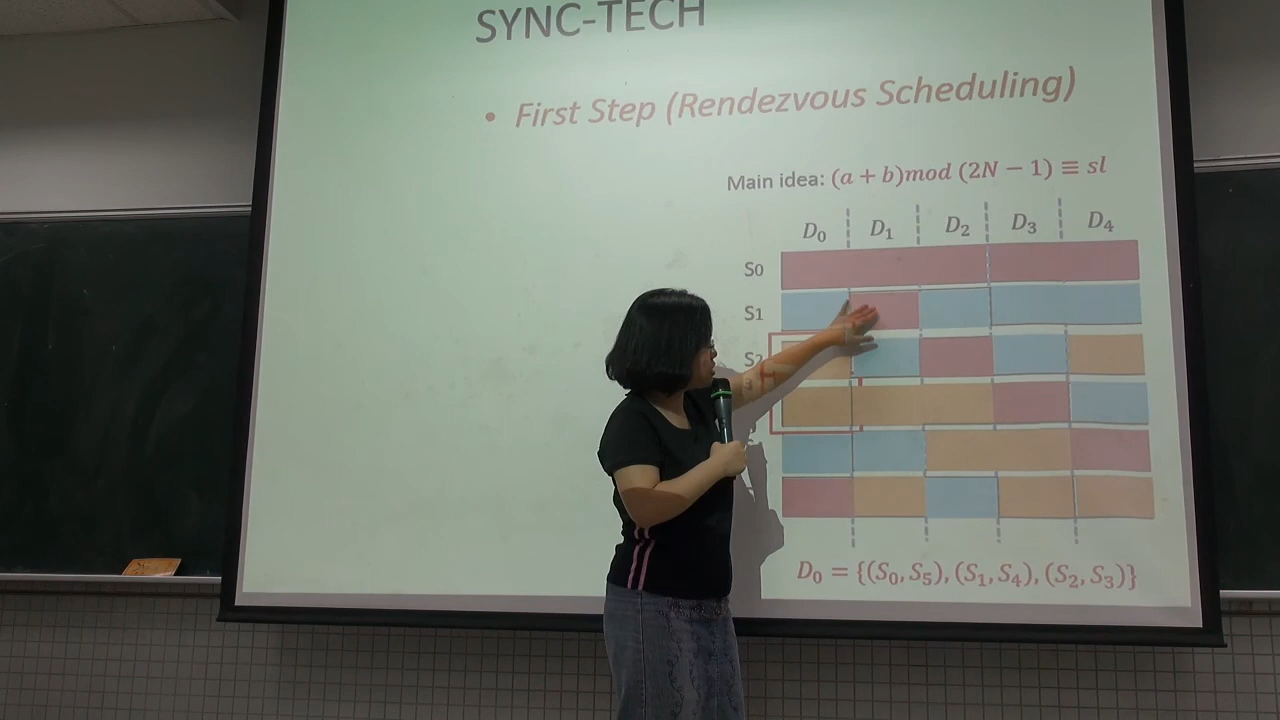 SYNC-TECH
• First Step (Rendezvous Scheduling)
Main idea: (a + b)mod (2N − 1) ≡ sl
D₀ D₁ D₂ D₃ D₄
S0
S1
S2
D₀ = {(S₀, S₅), (S₁, S₄), (S₂, S₃)}